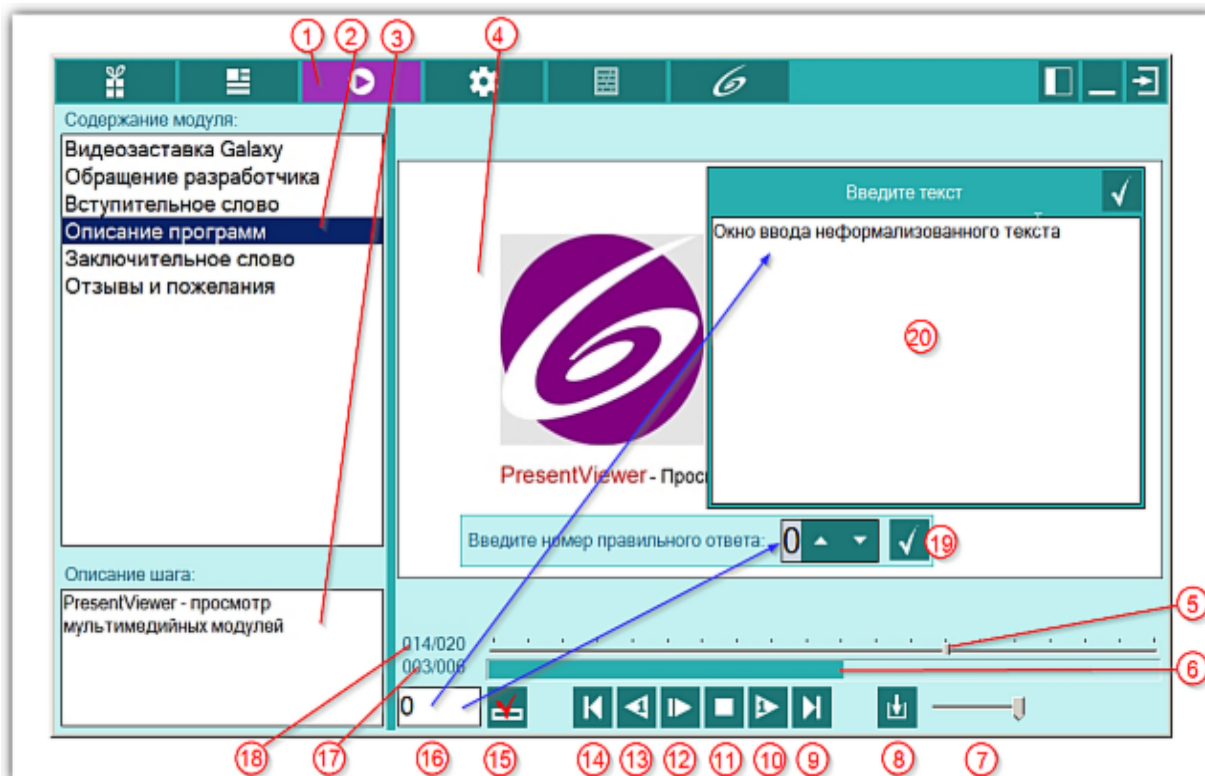 1 2 3 4
Содержание модуля:
Видеозаставка Galaxy
Обращение разработчика
Вступительное слово
Описание программ
Заключительное слово
Отзывы и пожелания
Введите текст
Окно ввода неформализованного текста
20
PresentViewer - Прос
Введите номер правильного ответа: 0
19
Описание шага:
PresentViewer - просмотр
мультимедийных модулей
5
014/020
003/006
6
0
1 1
18 17 16 15 14 13 12 11 10 9 8 7